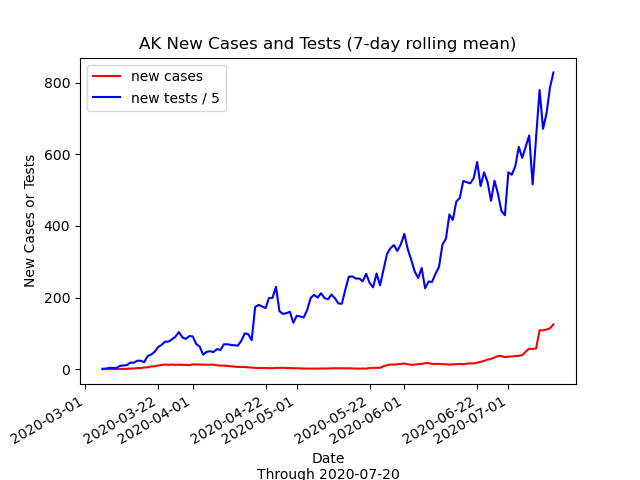 AK New Cases and Tests (7-day rolling mean)
new cases
new tests / 5
New Cases or Tests
800
600
400
200
0
2020-03-01
2020-03-22
2020-04-01
2020-04-22
2020-05-01
2020-05-22
2020-06-01
2020-06-22
2020-07-01
Date
Through 2020-07-20